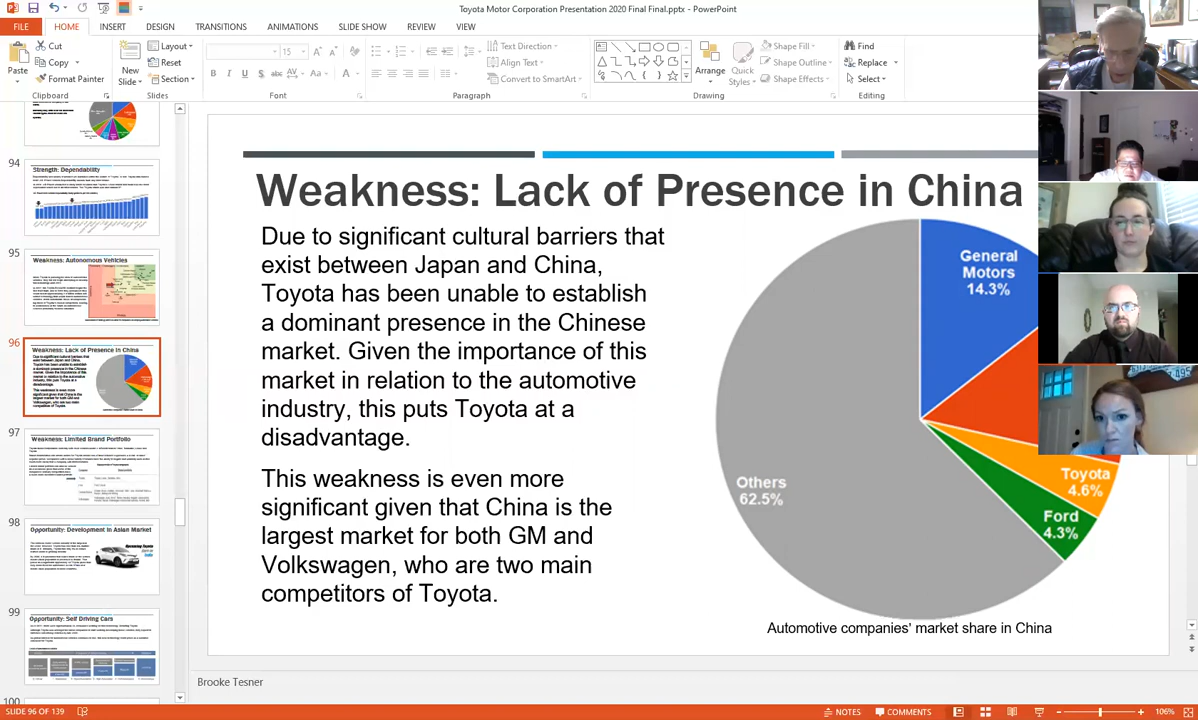 Toyota Motor Corporation Presentation 2020 Final Final.pptx - PowerPoint
FILE HOME INSERT DESIGN TRANSITIONS ANIMATIONS SLIDE SHOW REVIEW VIEW
Paste
Cut
Copy
Format Painter
Clipboard
New
Slide
Layout
Reset
Section
Slides
15
Font
Text Direction
Align Text
Convert to SmartArt
Paragraph
Arrange
Quick
Styles
Shape Fill
Shape Outline
Shape Effects
Drawing
Find
Replace
Select
Editing
94
Strength: Dependability
95
Weakness: Autonomous Vehicles
96
Weakness: Lack of Presence in China
97
Weakness: Limited Brand Portfolio
98
Opportunity: Development in Asian Market
99
Opportunity: Self Driving Cars
100
Weakness: Lack of Presence in China
Due to significant cultural barriers that
exist between Japan and China,
Toyota has been unable to establish
a dominant presence in the Chinese
market. Given the importance of this
market in relation to the automotive
industry, this puts Toyota at a
disadvantage.
This weakness is even more
significant given that China is the
largest market for both GM and
Volkswagen, who are two main
competitors of Toyota.
General
Motors
14.3%
Toyota
4.6%
Ford
4.3%
Others
62.5%
Automotive companies' market share in China
Brooke Tesner
SLIDE 96 OF 139
NOTES
COMMENTS
106%